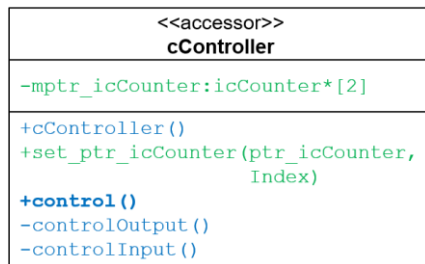 <<accessor>>
cController
-mptr_icCounter:icCounter*[2]
+cController()
+set_ptr_icCounter(ptr_icCounter,
Index)
+control()
-controlOutput()
-controlInput()